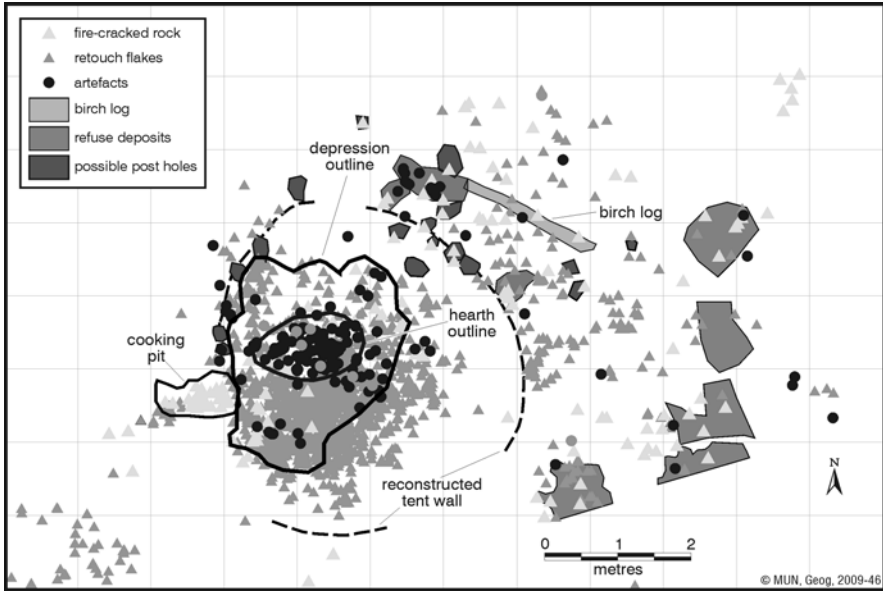 fire-cracked rock
retouch flakes
artefacts
birch log
refuse deposits
possible post holes
depression
outline
birch log
hearth
outline
cooking
pit
reconstructed
tent wall
N
0 1 2
metres
© MUN, Geog, 2009-46